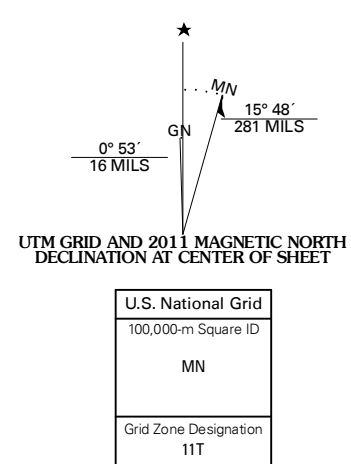 MN
15° 48´
281 MILS
GN
0° 53´
16 MILS
UTM GRID AND 2011 MAGNETIC NORTH
DECLINATION AT CENTER OF SHEET
U.S. National Grid
100,000-m Square ID
MN
Grid Zone Designation
11T